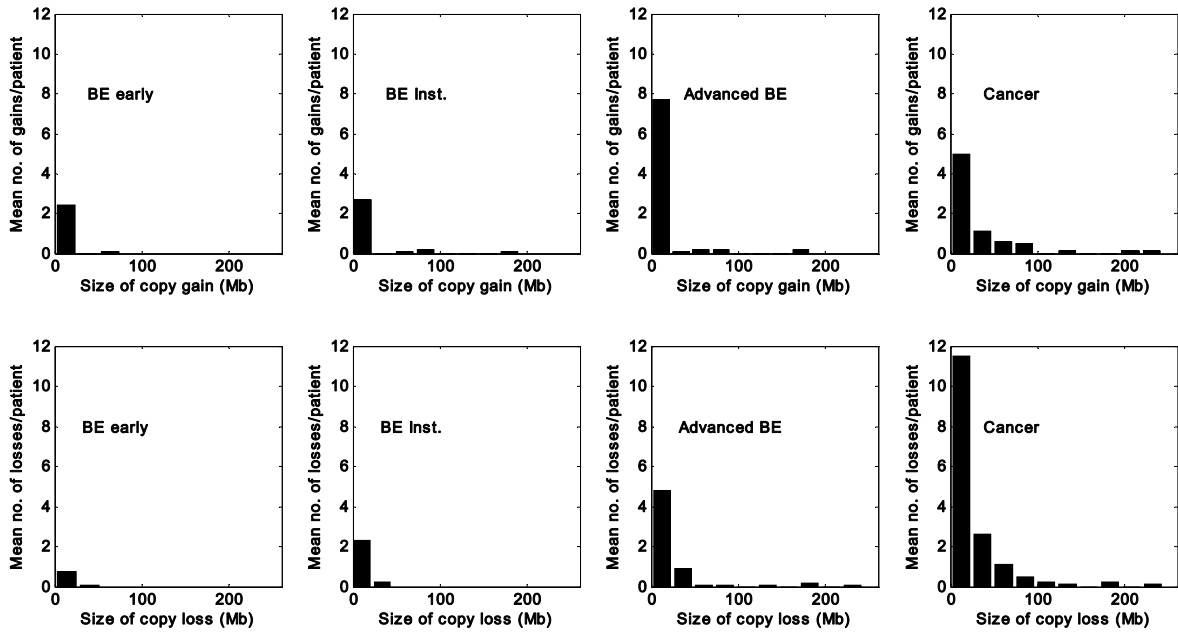 Mean no. of gains/patient
12
10
8
6
4
2
0
BE early
0 100 200
Size of copy gain (Mb)
Mean no. of gains/patient
12
10
8
6
4
2
0
BE Inst.
0 100 200
Size of copy gain (Mb)
Mean no. of gains/patient
12
10
8
6
4
2
0
Advanced BE
0 100 200
Size of copy gain (Mb)
Mean no. of gains/patient
12
10
8
6
4
2
0
Cancer
0 100 200
Size of copy gain (Mb)
Mean no. of losses/patient
12
10
8
6
4
2
0
BE early
0 100 200
Size of copy loss (Mb)
Mean no. of losses/patient
12
10
8
6
4
2
0
BE Inst.
0 100 200
Size of copy loss (Mb)
Mean no. of losses/patient
12
10
8
6
4
2
0
Advanced BE
0 100 200
Size of copy loss (Mb)
Mean no. of losses/patient
12
10
8
6
4
2
0
Cancer
0 100 200
Size of copy loss (Mb)